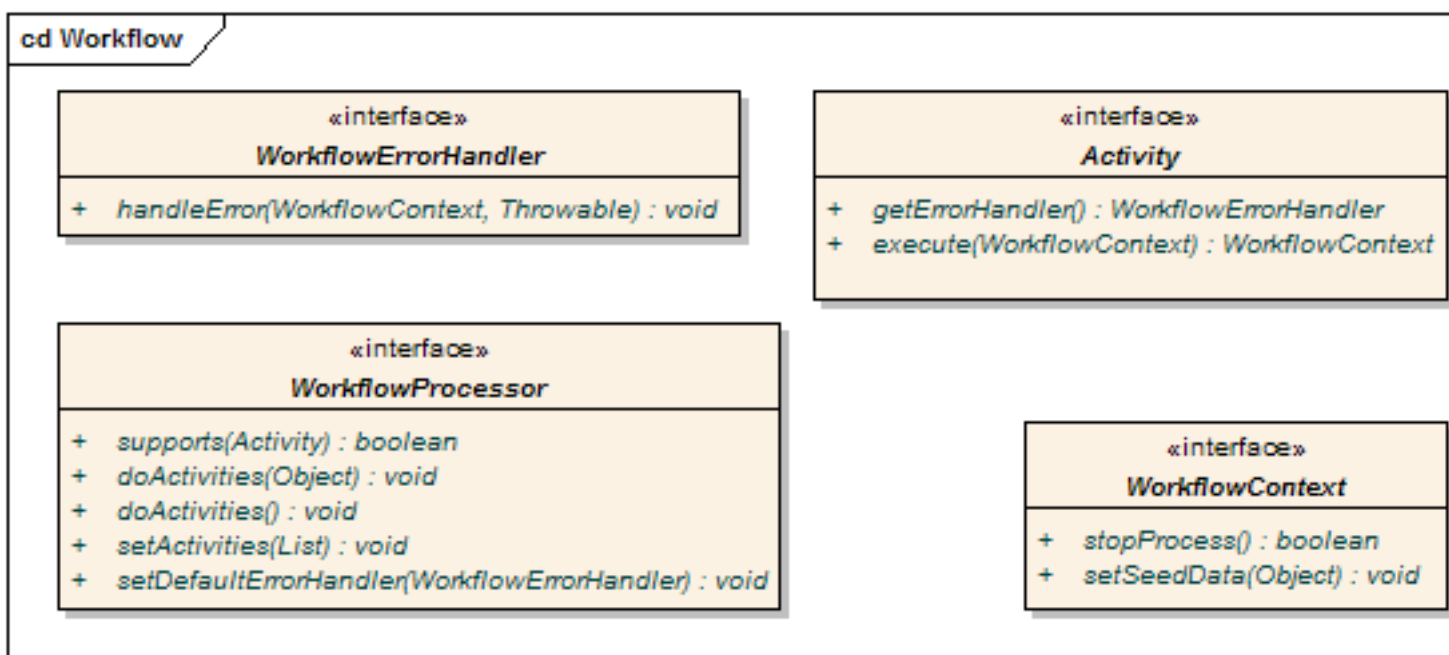 cd Workflow
«interface»
WorkflowErrorHandler
+ handleError(WorkflowContext, Throwable) : void
«interface»
Activity
+ getErrorHandler() : WorkflowErrorHandler
+ execute(WorkflowContext) : WorkflowContext
«interface»
WorkflowProcessor
+ supports(Activity) : boolean
+ doActivities(Object) : void
+ doActivities() : void
+ setActivities(List) : void
+ setDefaultErrorHandler(WorkflowErrorHandler) : void
«interface»
WorkflowContext
+ stopProcess() : boolean
+ setSeedData(Object) : void